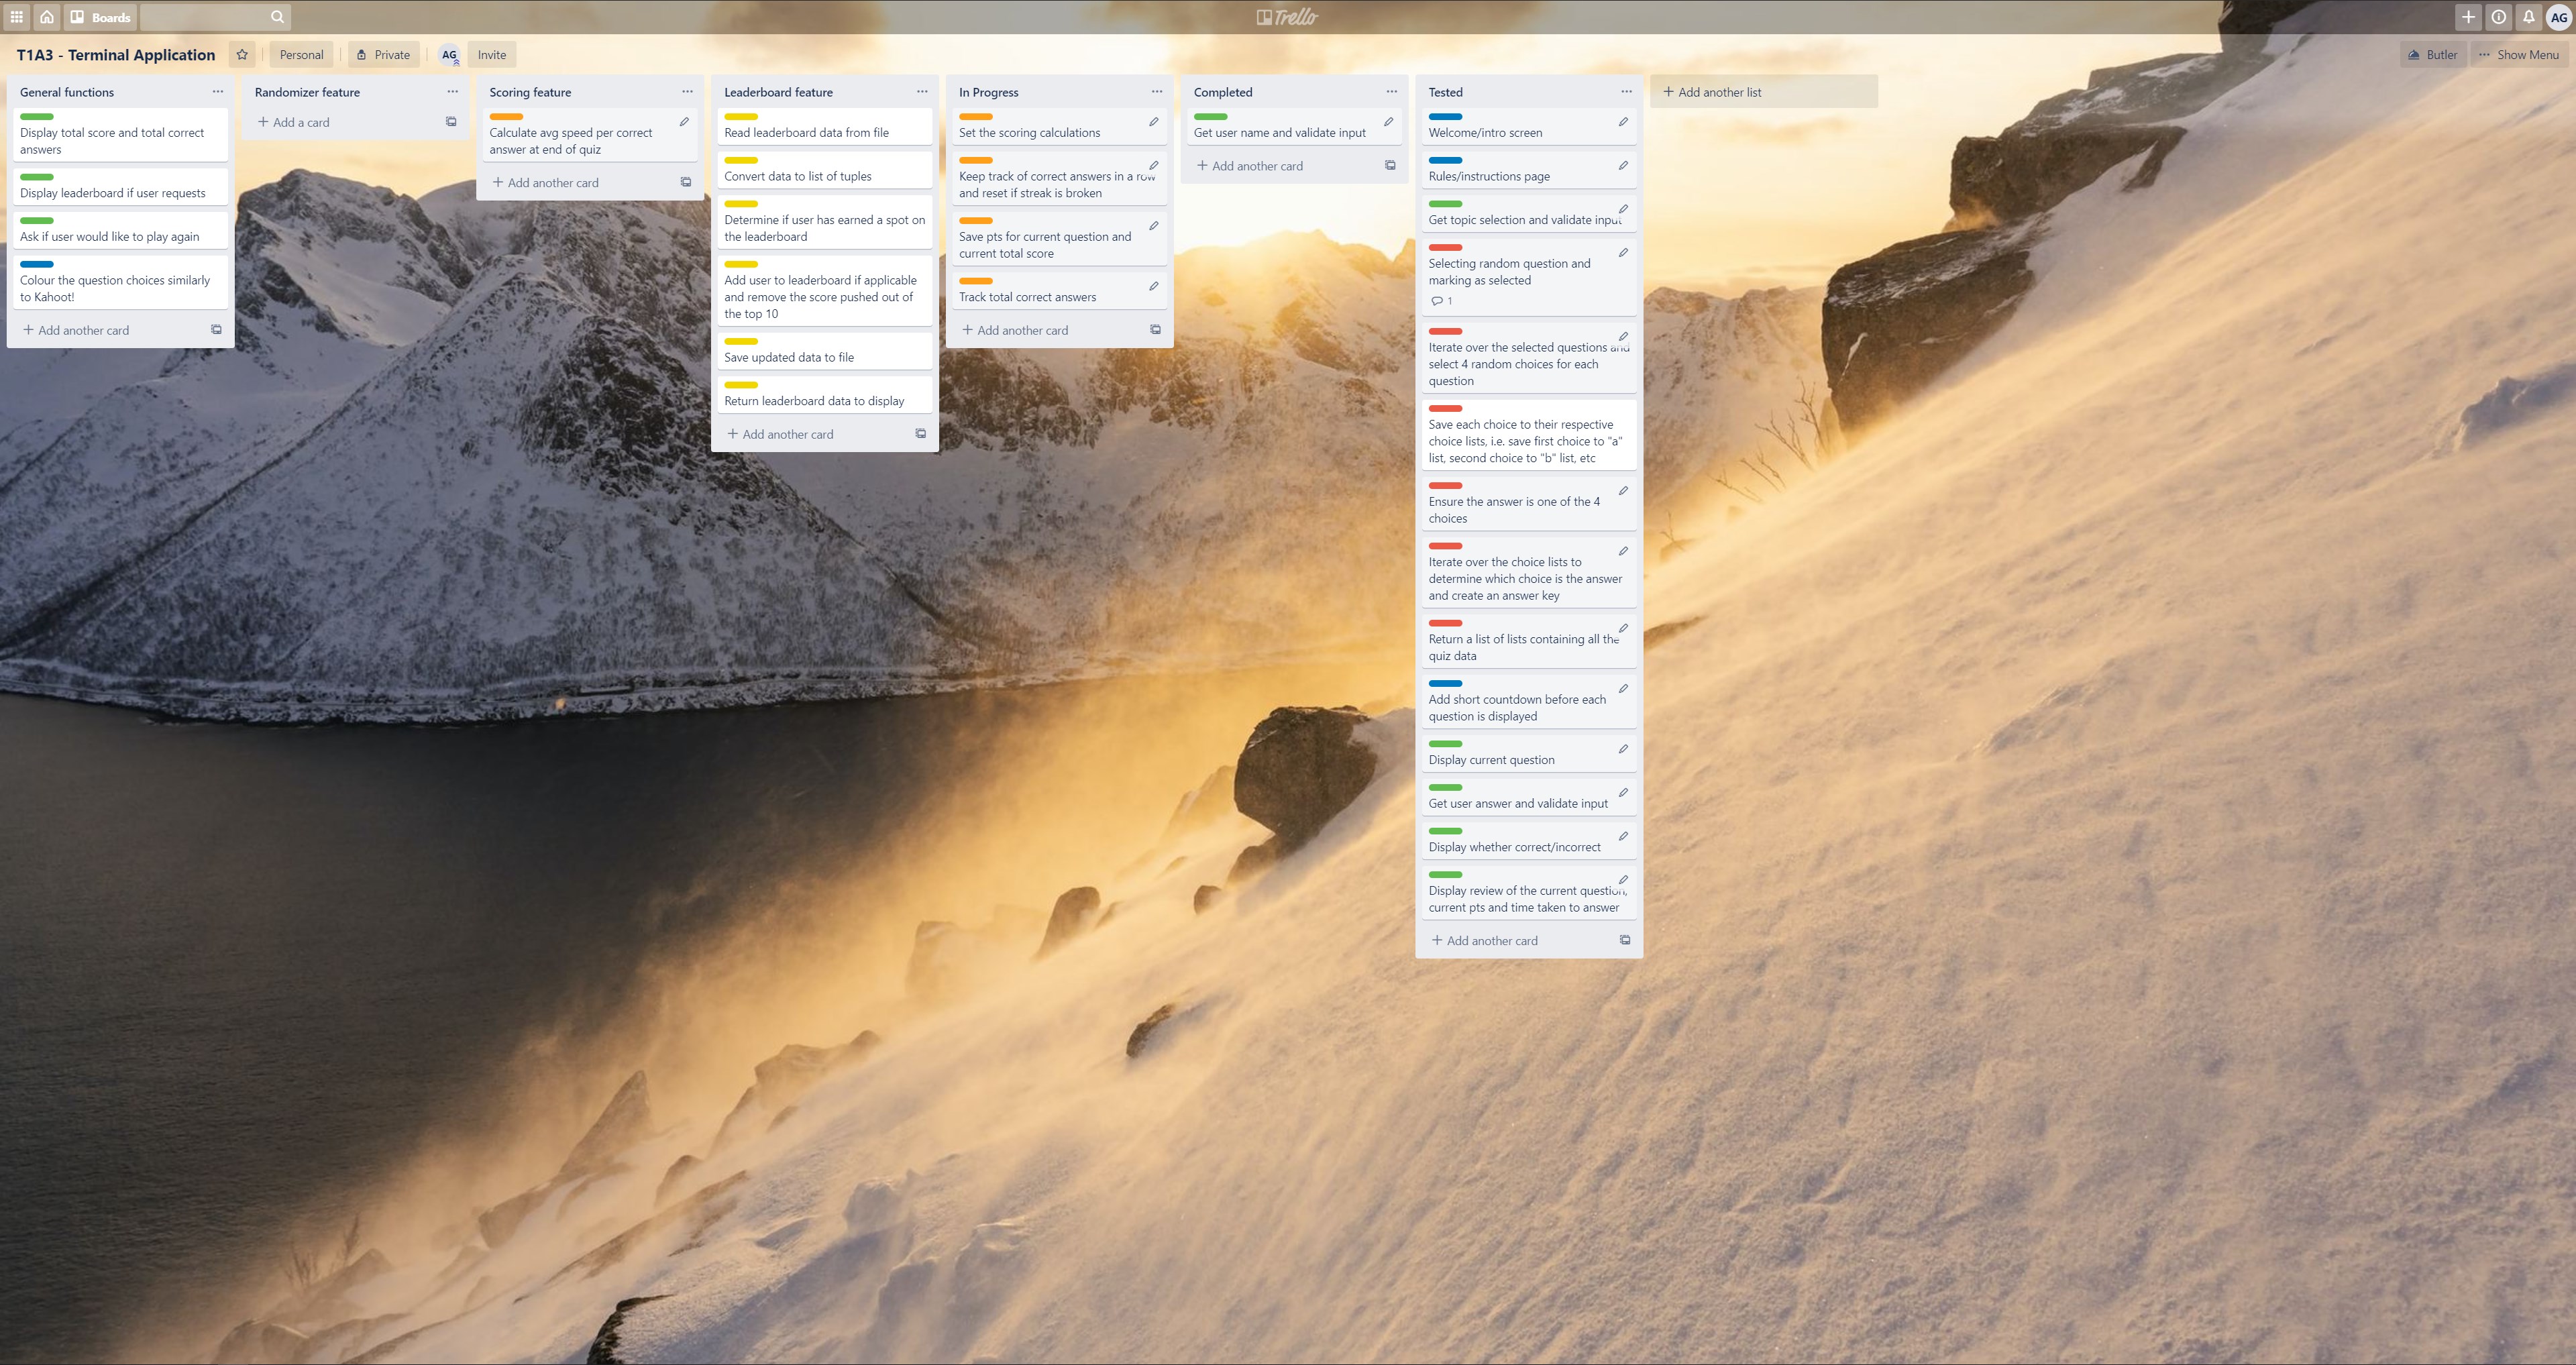 Boards
Trello
AG
T1A3 - Terminal Application
Personal
Private
AG
Invite
Butler
Show Menu
General functions
Display total score and total correct
answers
Display leaderboard if user requests
Ask if user would like to play again
Colour the question choices similarly
to Kahoot!
Add another card
Randomizer feature
Add a card
Scoring feature
Calculate avg speed per correct
answer at end of quiz
Add another card
Leaderboard feature
Read leaderboard data from file
Convert data to list of tuples
Determine if user has earned a spot on
the leaderboard
Add user to leaderboard if applicable
and remove the score pushed out of
the top 10
Save updated data to file
Return leaderboard data to display
Add another card
In Progress
Set the scoring calculations
Keep track of correct answers in a row
and reset if streak is broken
Save pts for current question and
current total score
Track total correct answers
Add another card
Completed
Get user name and validate input
Add another card
Tested
Welcome/intro screen
Rules/instructions page
Get topic selection and validate input
Selecting random question and
marking as selected
1
Iterate over the selected questions and
select 4 random choices for each
question
Save each choice to their respective
choice lists, i.e. save first choice to "a"
list, second choice to "b" list, etc
Ensure the answer is one of the 4
choices
Iterate over the choice lists to
determine which choice is the answer
and create an answer key
Return a list of lists containing all the
quiz data
Add short countdown before each
question is displayed
Display current question
Get user answer and validate input
Display whether correct/incorrect
Display review of the current question,
current pts and time taken to answer
Add another card
Add another list